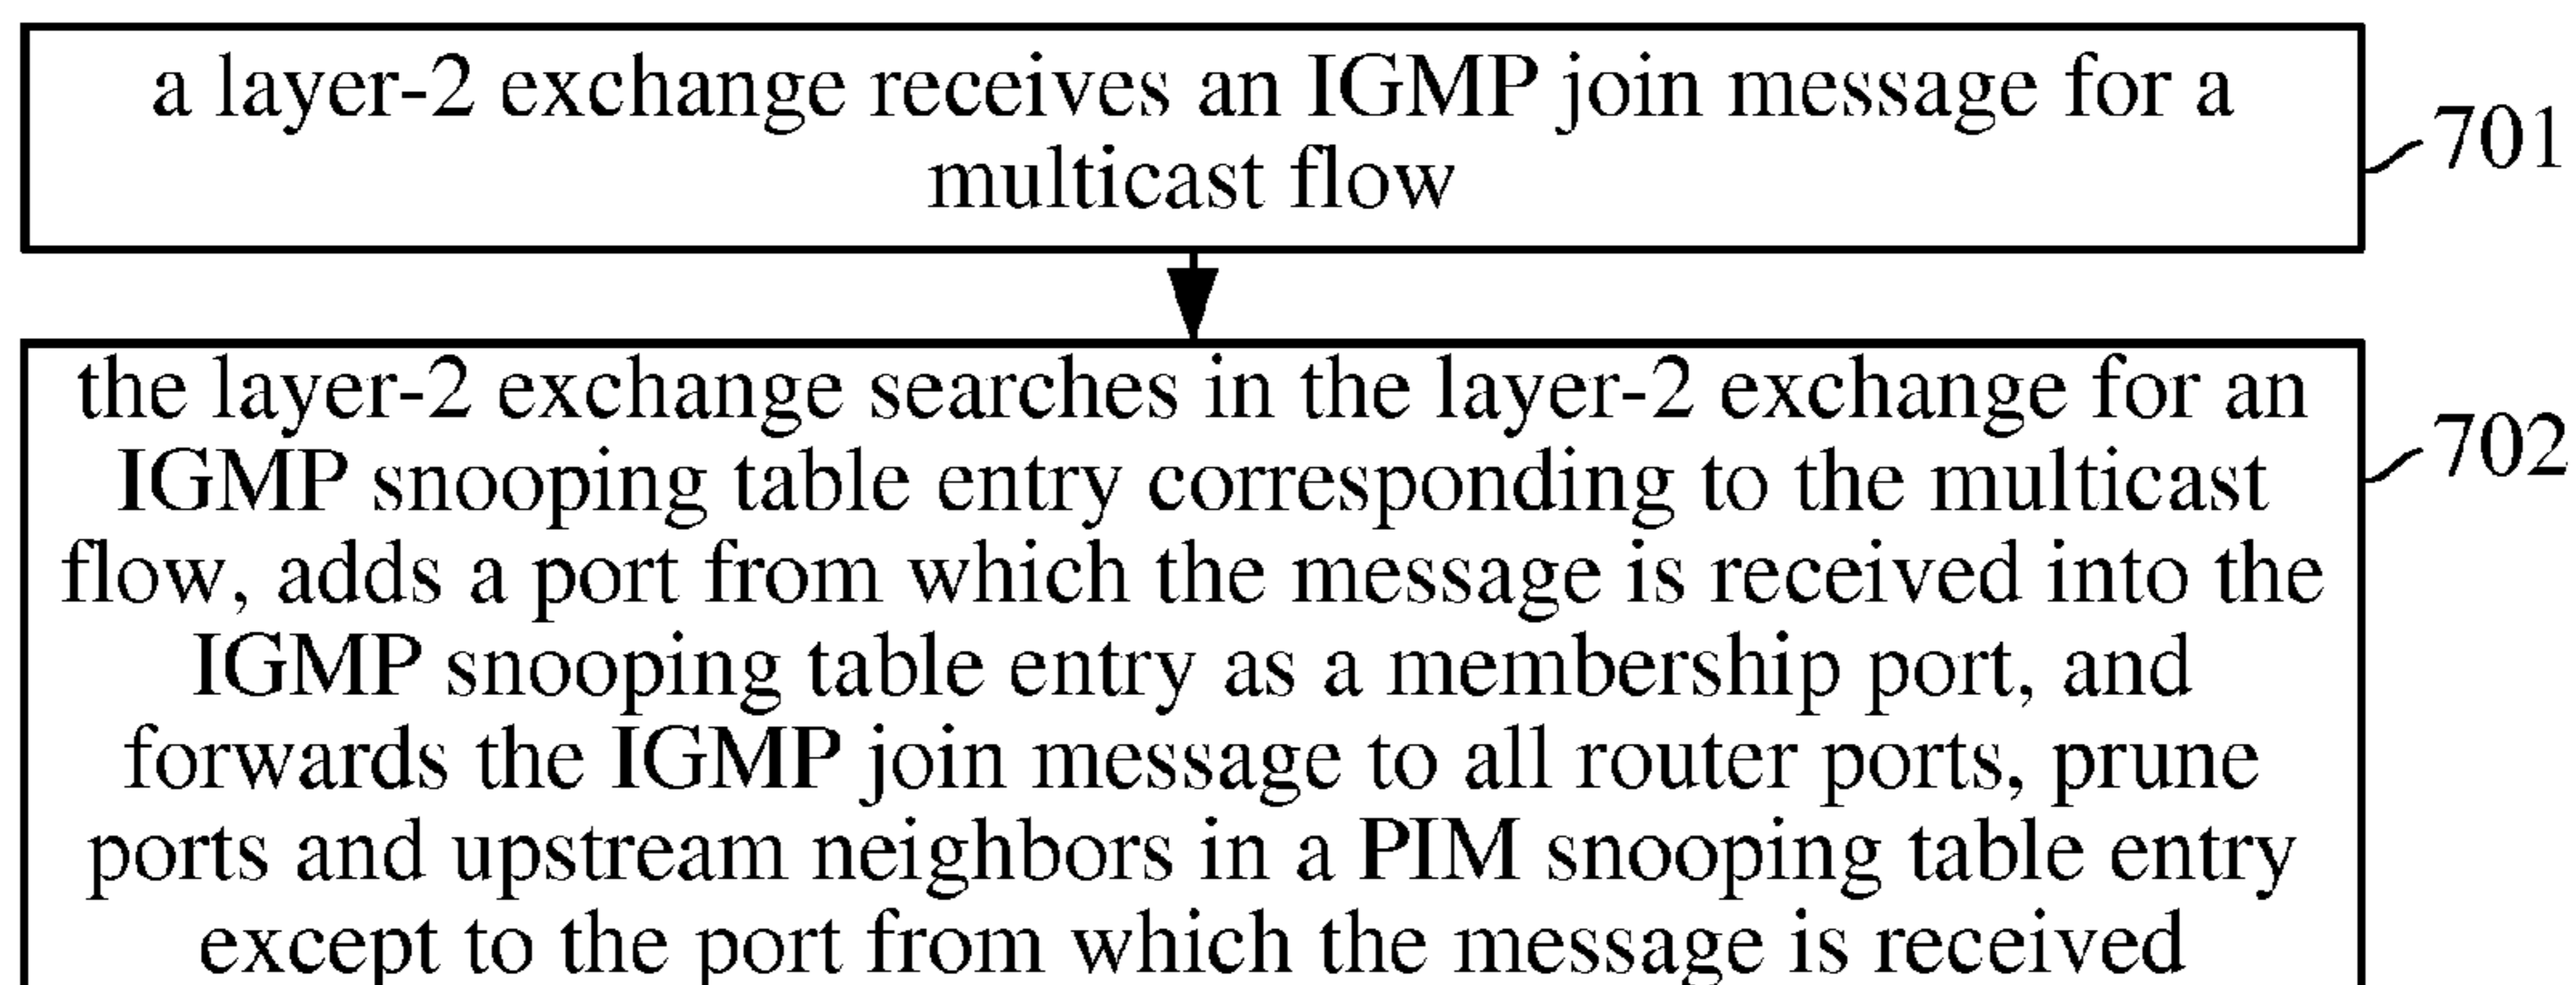 a layer-2 exchange receives an IGMP join message for a
multicast flow
701
the layer-2 exchange searches in the layer-2 exchange for an
IGMP snooping table entry corresponding to the multicast
flow, adds a port from which the message is received into the
IGMP snooping table entry as a membership port, and
forwards the IGMP join message to all router ports, prune
ports and upstream neighbors in a PIM snooping table entry
except to the port from which the message is received
702